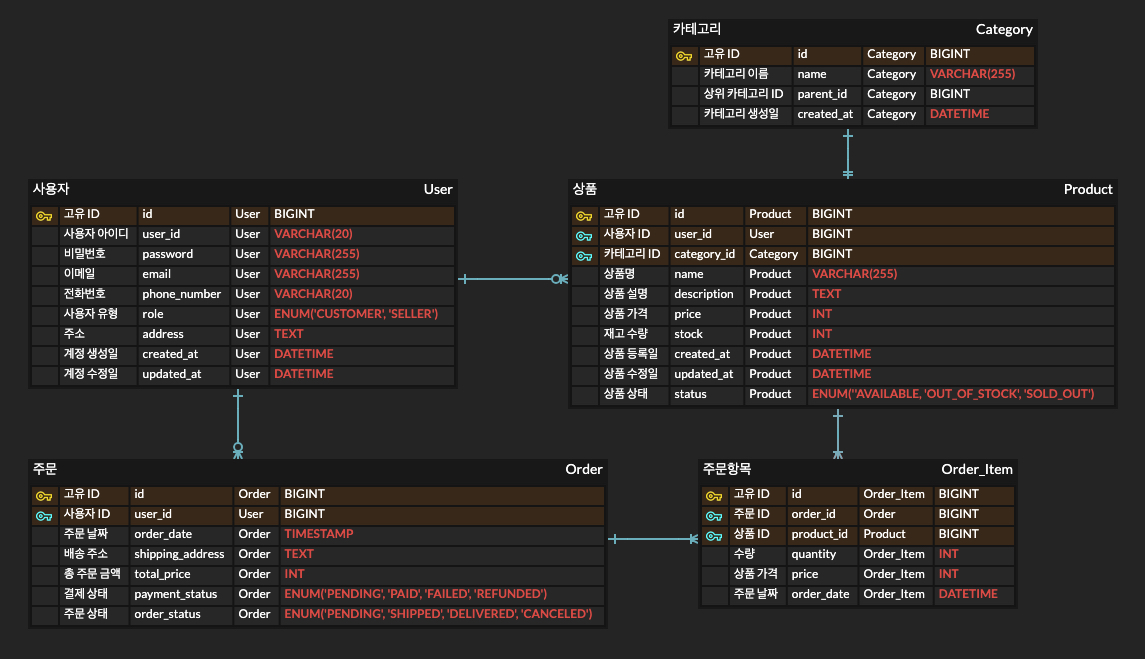 카테고리 Category
고유 ID id Category BIGINT
카테고리 이름 name Category VARCHAR(255)
상위 카테고리 ID parent_id Category BIGINT
카테고리 생성일 created_at Category DATETIME
사용자 User
고유 ID id User BIGINT
사용자 아이디 user_id User VARCHAR(20)
비밀번호 password User VARCHAR(255)
이메일 email User VARCHAR(255)
전화번호 phone_number User VARCHAR(20)
사용자 유형 role User ENUM('CUSTOMER', 'SELLER')
주소 address User TEXT
계정 생성일 created_at User DATETIME
계정 수정일 updated_at User DATETIME
상품 Product
고유 ID id Product BIGINT
사용자 ID user_id User BIGINT
카테고리 ID category_id Category BIGINT
상품명 name Product VARCHAR(255)
상품 설명 description Product TEXT
상품 가격 price Product INT
재고 수량 stock Product INT
상품 등록일 created_at Product DATETIME
상품 수정일 updated_at Product DATETIME
상품 상태 status Product ENUM(''AVAILABLE, 'OUT_OF_STOCK', 'SOLD_OUT')
주문 Order
고유 ID id Order BIGINT
사용자 ID user_id User BIGINT
주문 날짜 order_date Order TIMESTAMP
배송 주소 shipping_address Order TEXT
총 주문 금액 total_price Order INT
결제 상태 payment_status Order ENUM('PENDING', 'PAID', 'FAILED', 'REFUNDED')
주문 상태 order_status Order ENUM('PENDING', 'SHIPPED', 'DELIVERED', 'CANCELED')
주문항목 Order_Item
고유 ID id Order_Item BIGINT
주문 ID order_id Order BIGINT
상품 ID product_id Product BIGINT
수량 quantity Order_Item INT
상품 가격 price Order_Item INT
주문 날짜 order_date Order_Item DATETIME